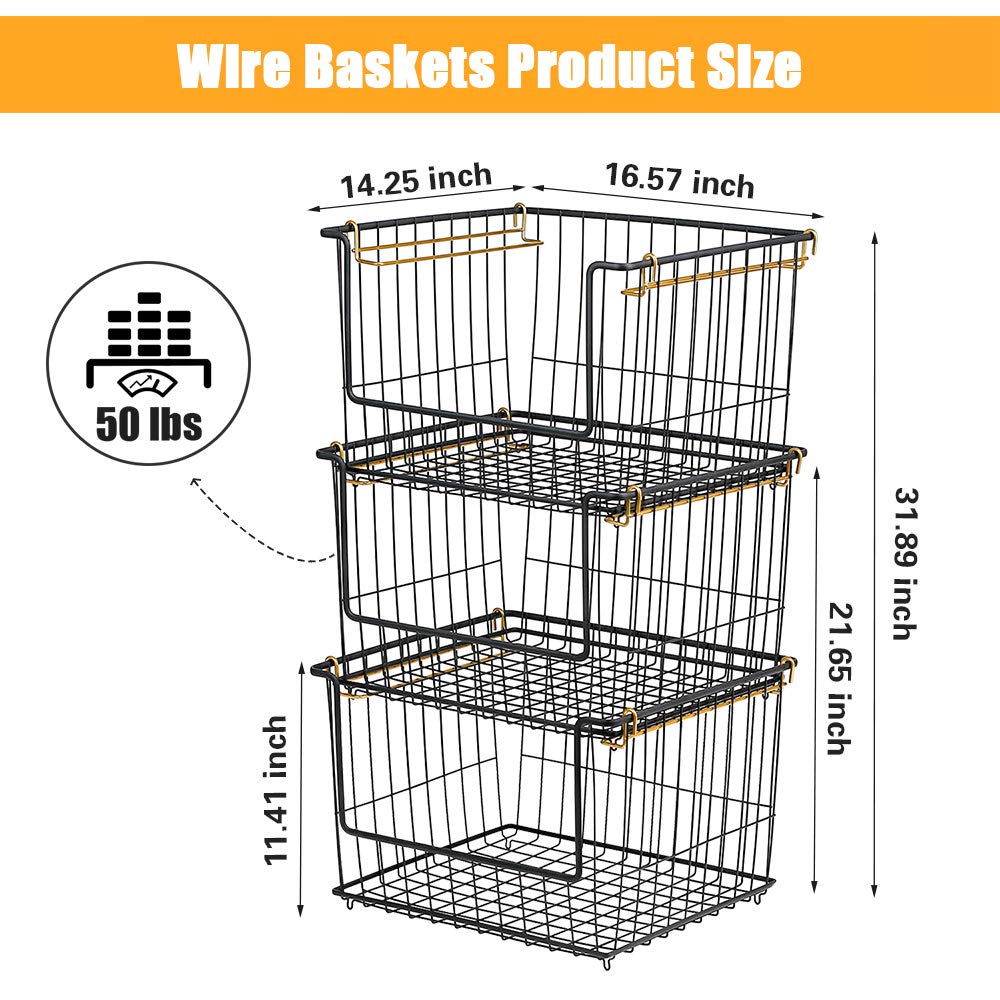 Wire Baskets Product Size
14.25 inch
16.57 inch
50 lbs
31.89 inch
21.65 inch
11.41 inch